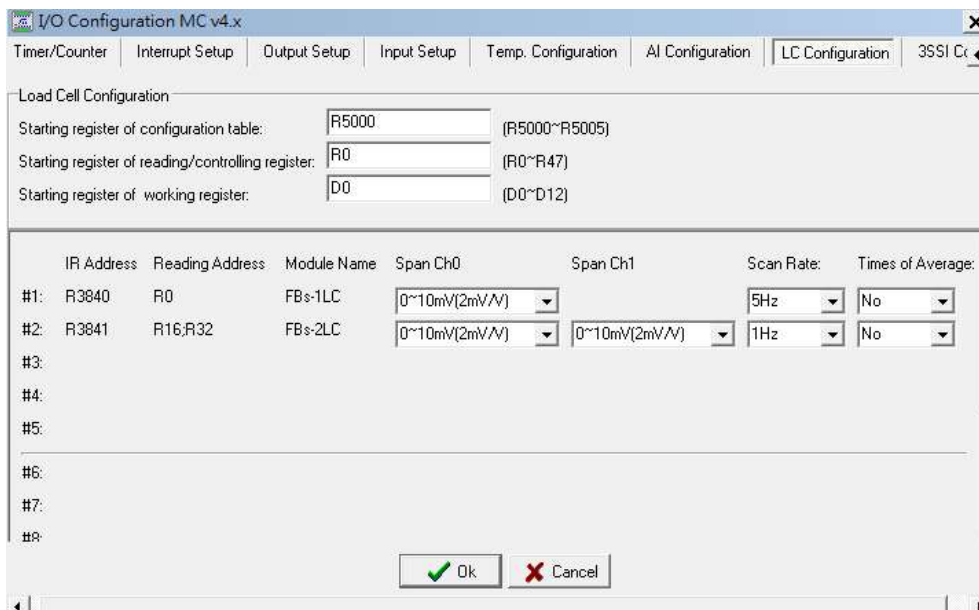 I/O Configuration MC v4.x
Timer/Counter Interrupt Setup Output Setup Input Setup Temp. Configuration AI Configuration LC Configuration 3SSI Cc
Load Cell Configuration
Starting register of configuration table: R5000 (R5000~R5005)
Starting register of reading/controlling register: R0 (R0~R47)
Starting register of working register: D0 (D0~D12)
IR Address Reading Address Module Name Span Ch0 Span Ch1 Scan Rate: Times of Average:
#1: R3840 R0 FBs-1LC 0~10mV(2mV/V) 5Hz No
#2: R3841 R16;R32 FBs-2LC 0~10mV(2mV/V) 0~10mV(2mV/V) 1Hz No
#3:
#4:
#5:
#6:
#7:
#8:
Ok Cancel